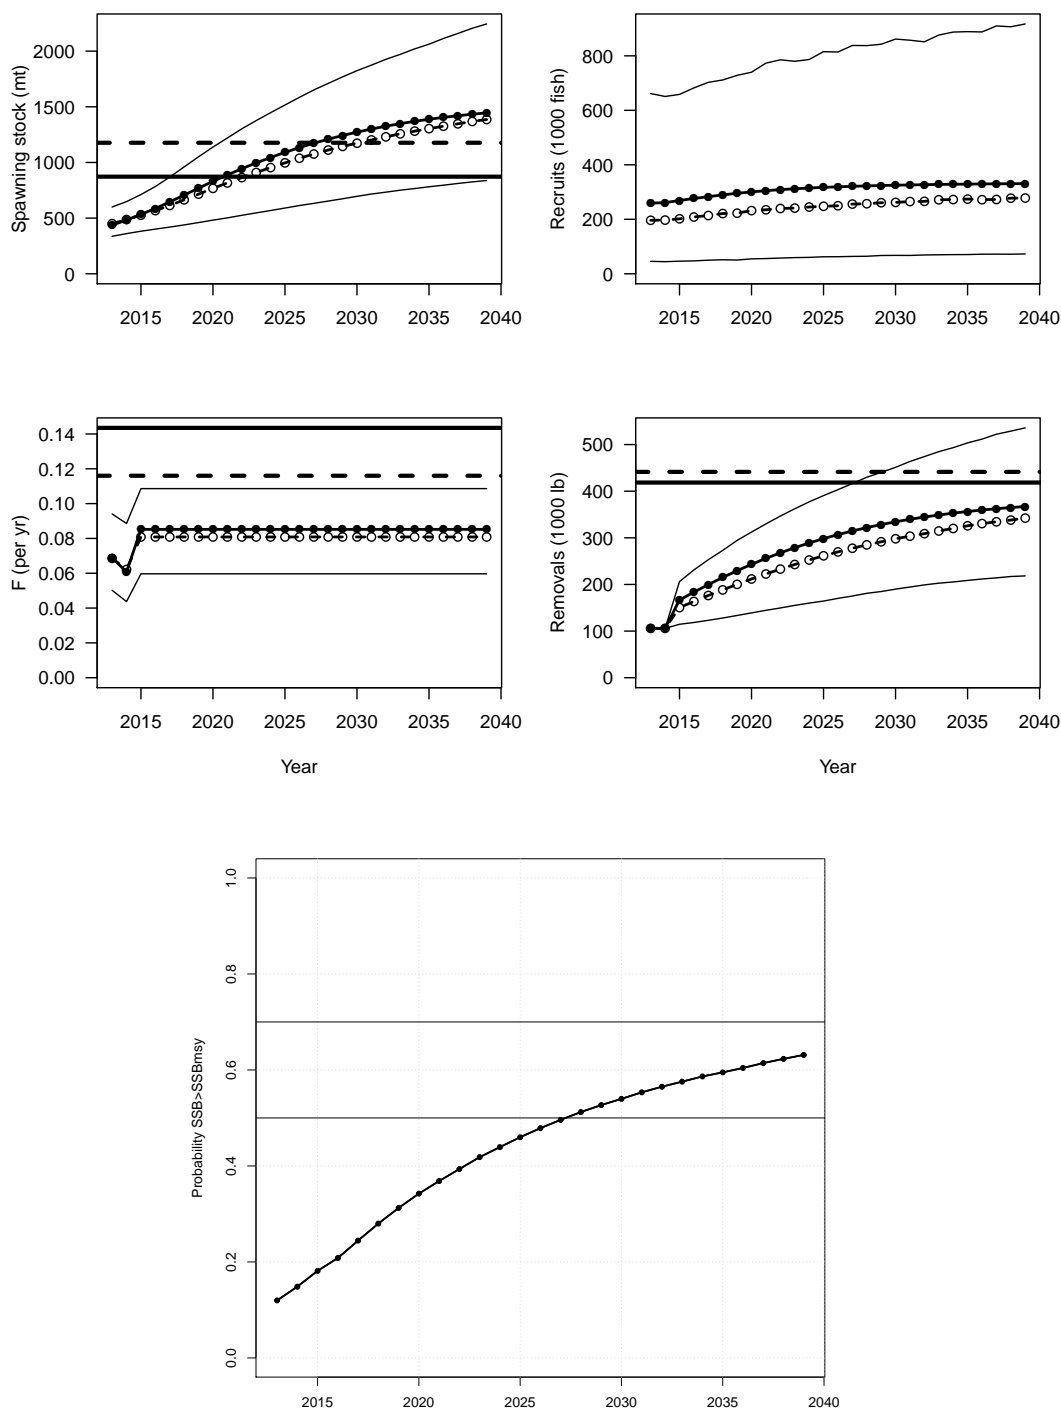 Spawning stock (mt)
2000
1500
1000
500
0
2015 2020 2025 2030 2035 2040
Recruits (1000 fish)
800
600
400
200
0
2015 2020 2025 2030 2035 2040
F (per yr)
0.14
0.12
0.10
0.08
0.06
0.04
0.02
0.00
2015 2020 2025 2030 2035 2040
Year
Removals (1000 lb)
500
400
300
200
100
0
2015 2020 2025 2030 2035 2040
Year
Probability SSB>SSBmsy
1.0
0.8
0.6
0.4
0.2
0.0
2015 2020 2025 2030 2035 2040